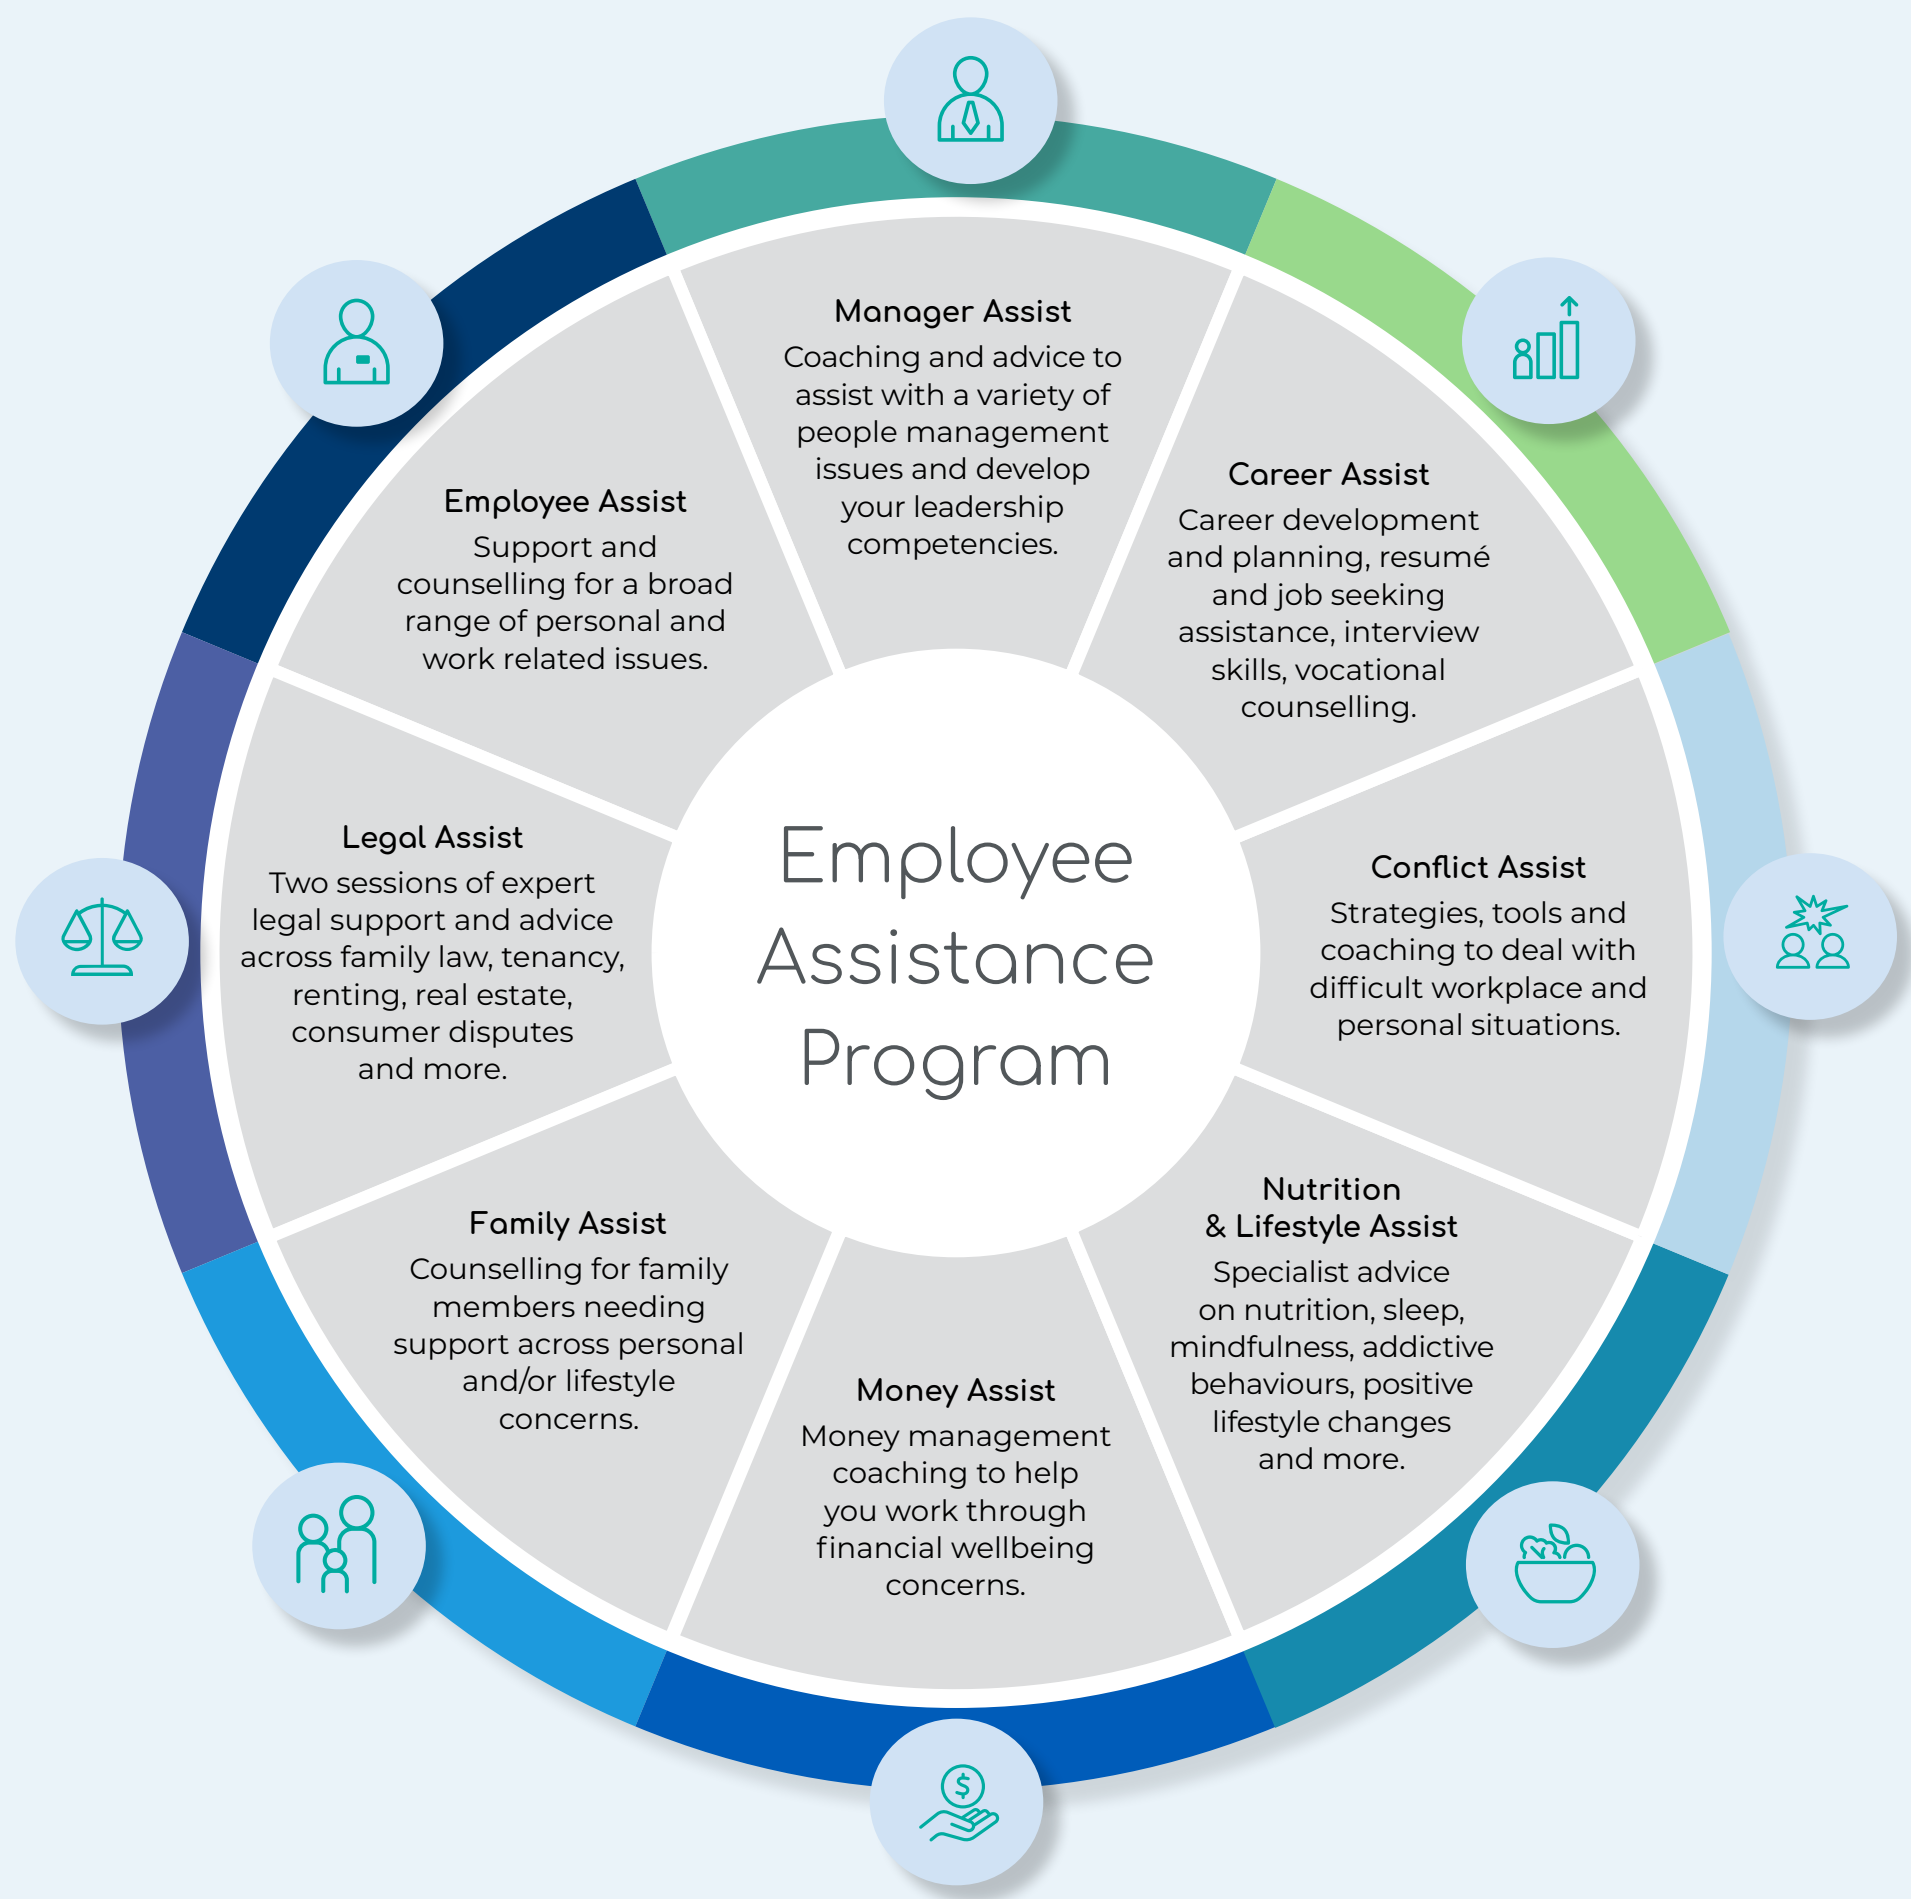 Manager Assist
Coaching and advice to
assist with a variety of
people management
issues and develop
your leadership
competencies.
Career Assist
Career development
and planning, resumé
and job seeking
assistance, interview
skills, vocational
counselling.
Conflict Assist
Strategies, tools and
coaching to deal with
difficult workplace and
personal situations.
Nutrition
& Lifestyle Assist
Specialist advice
on nutrition, sleep,
mindfulness, addictive
behaviours, positive
lifestyle changes
and more.
Money Assist
Money management
coaching to help
you work through
financial wellbeing
concerns.
Family Assist
Counselling for family
members needing
support across personal
and/or lifestyle
concerns.
Legal Assist
Two sessions of expert
legal support and advice
across family law, tenancy,
renting, real estate,
consumer disputes
and more.
Employee Assist
Support and
counselling for a broad
range of personal and
work related issues.
Employee
Assistance
Program
$